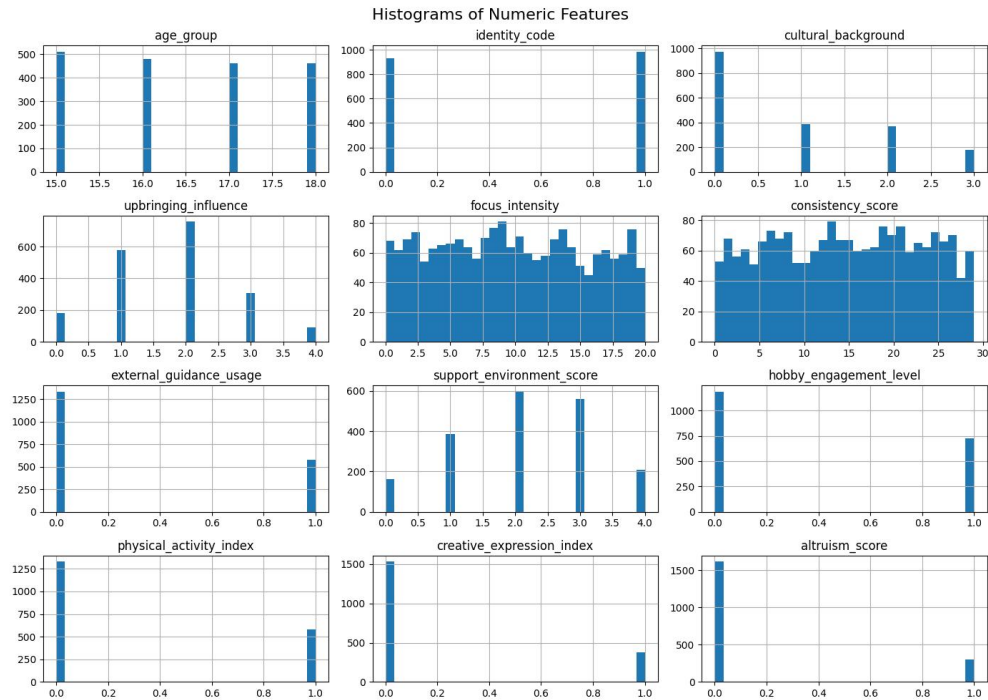 Histograms of Numeric Features
age_group
identity_code
cultural_background
500
400
300
200
100
0
15.0 15.5 16.0 16.5 17.0 17.5 18.0
1000
800
600
400
200
0
0.0 0.2 0.4 0.6 0.8 1.0
1000
800
600
400
200
0
0.0 0.5 1.0 1.5 2.0 2.5 3.0
upbringing_influence
focus_intensity
consistency_score
600
400
200
0
0.0 0.5 1.0 1.5 2.0 2.5 3.0 3.5 4.0
80
60
40
20
0
0.0 2.5 5.0 7.5 10.0 12.5 15.0 17.5 20.0
80
60
40
20
0
0 5 10 15 20 25 30
external_guidance_usage
support_environment_score
hobby_engagement_level
1250
1000
750
500
250
0
0.0 0.2 0.4 0.6 0.8 1.0
600
400
200
0
0.0 0.5 1.0 1.5 2.0 2.5 3.0 3.5 4.0
1000
750
500
250
0
0.0 0.2 0.4 0.6 0.8 1.0
physical_activity_index
creative_expression_index
altruism_score
1250
1000
750
500
250
0
0.0 0.2 0.4 0.6 0.8 1.0
1500
1000
500
0
0.0 0.2 0.4 0.6 0.8 1.0
1500
1000
500
0
0.0 0.2 0.4 0.6 0.8 1.0